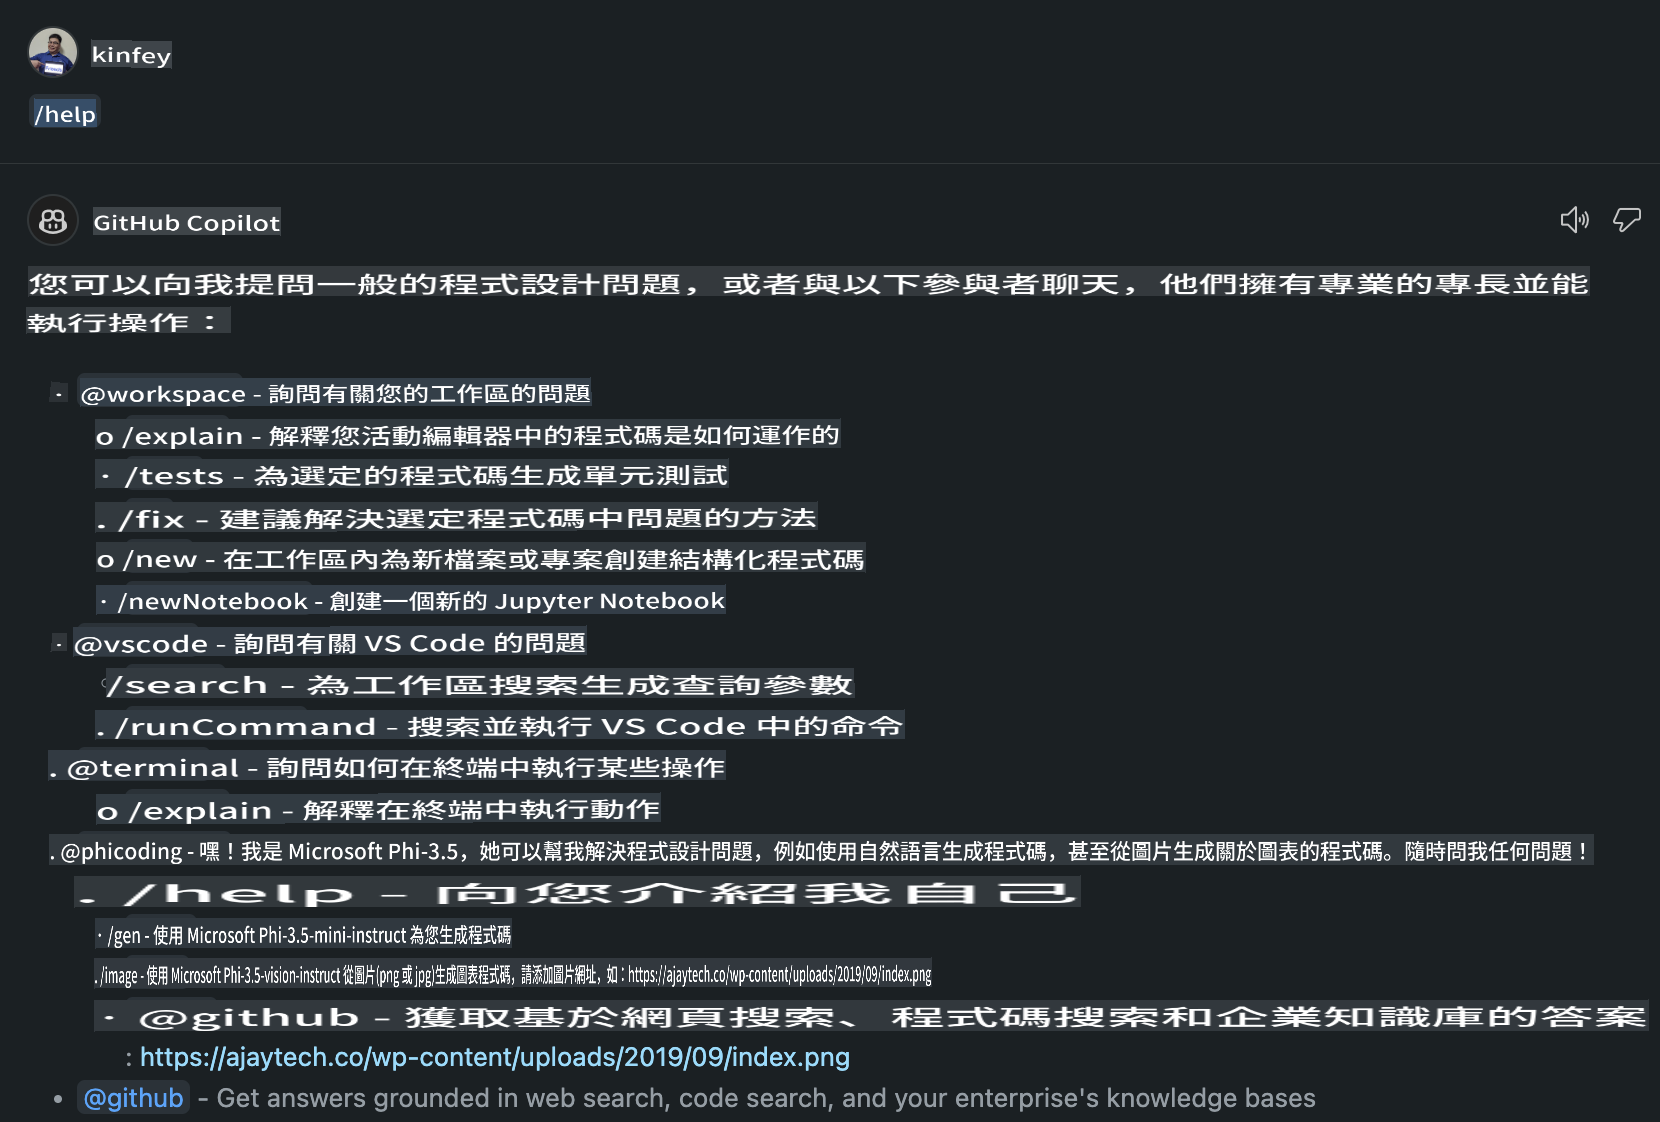 kinfey
/help
GitHub Copilot
您可以向我提問一般的程式設計問題，或者與以下參與者聊天，他們擁有專業的專長並能
執行操作：
· @workspace - 詢問有關您的工作區的問題
o /explain - 解釋您活動編輯器中的程式碼是如何運作的
· /tests - 為選定的程式碼生成單元測試
. /fix - 建議解決選定程式碼中問題的方法
o /new - 在工作區內為新檔案或專案創建結構化程式碼
· /newNotebook - 創建一個新的 Jupyter Notebook
· @vscode - 詢問有關 VS Code 的問題
/search - 為工作區搜索生成查詢參數
. /runCommand - 搜索並執行 VS Code 中的命令
. @terminal - 詢問如何在終端中執行某些操作
o /explain - 解釋在終端中執行動作
. @phicoding - 嘿！我是 Microsoft Phi-3.5，她可以幫我解決程式設計問題，例如使用自然語言生成程式碼，甚至從圖片生成關於圖表的程式碼。隨時問我任何問題！
. /help - 向您介紹我自己
· /gen - 使用 Microsoft Phi-3.5-mini-instruct 為您生成程式碼
. /image - 使用 Microsoft Phi-3.5-vision-instruct 從圖片(png 或 jpg)生成圖表程式碼，請添加圖片網址，如：https://ajaytech.co/wp-content/uploads/2019/09/index.png
· @github - 獲取基於網頁搜索、程式碼搜索和企業知識庫的答案
: https://ajaytech.co/wp-content/uploads/2019/09/index.png
• @github - Get answers grounded in web search, code search, and your enterprise's knowledge bases